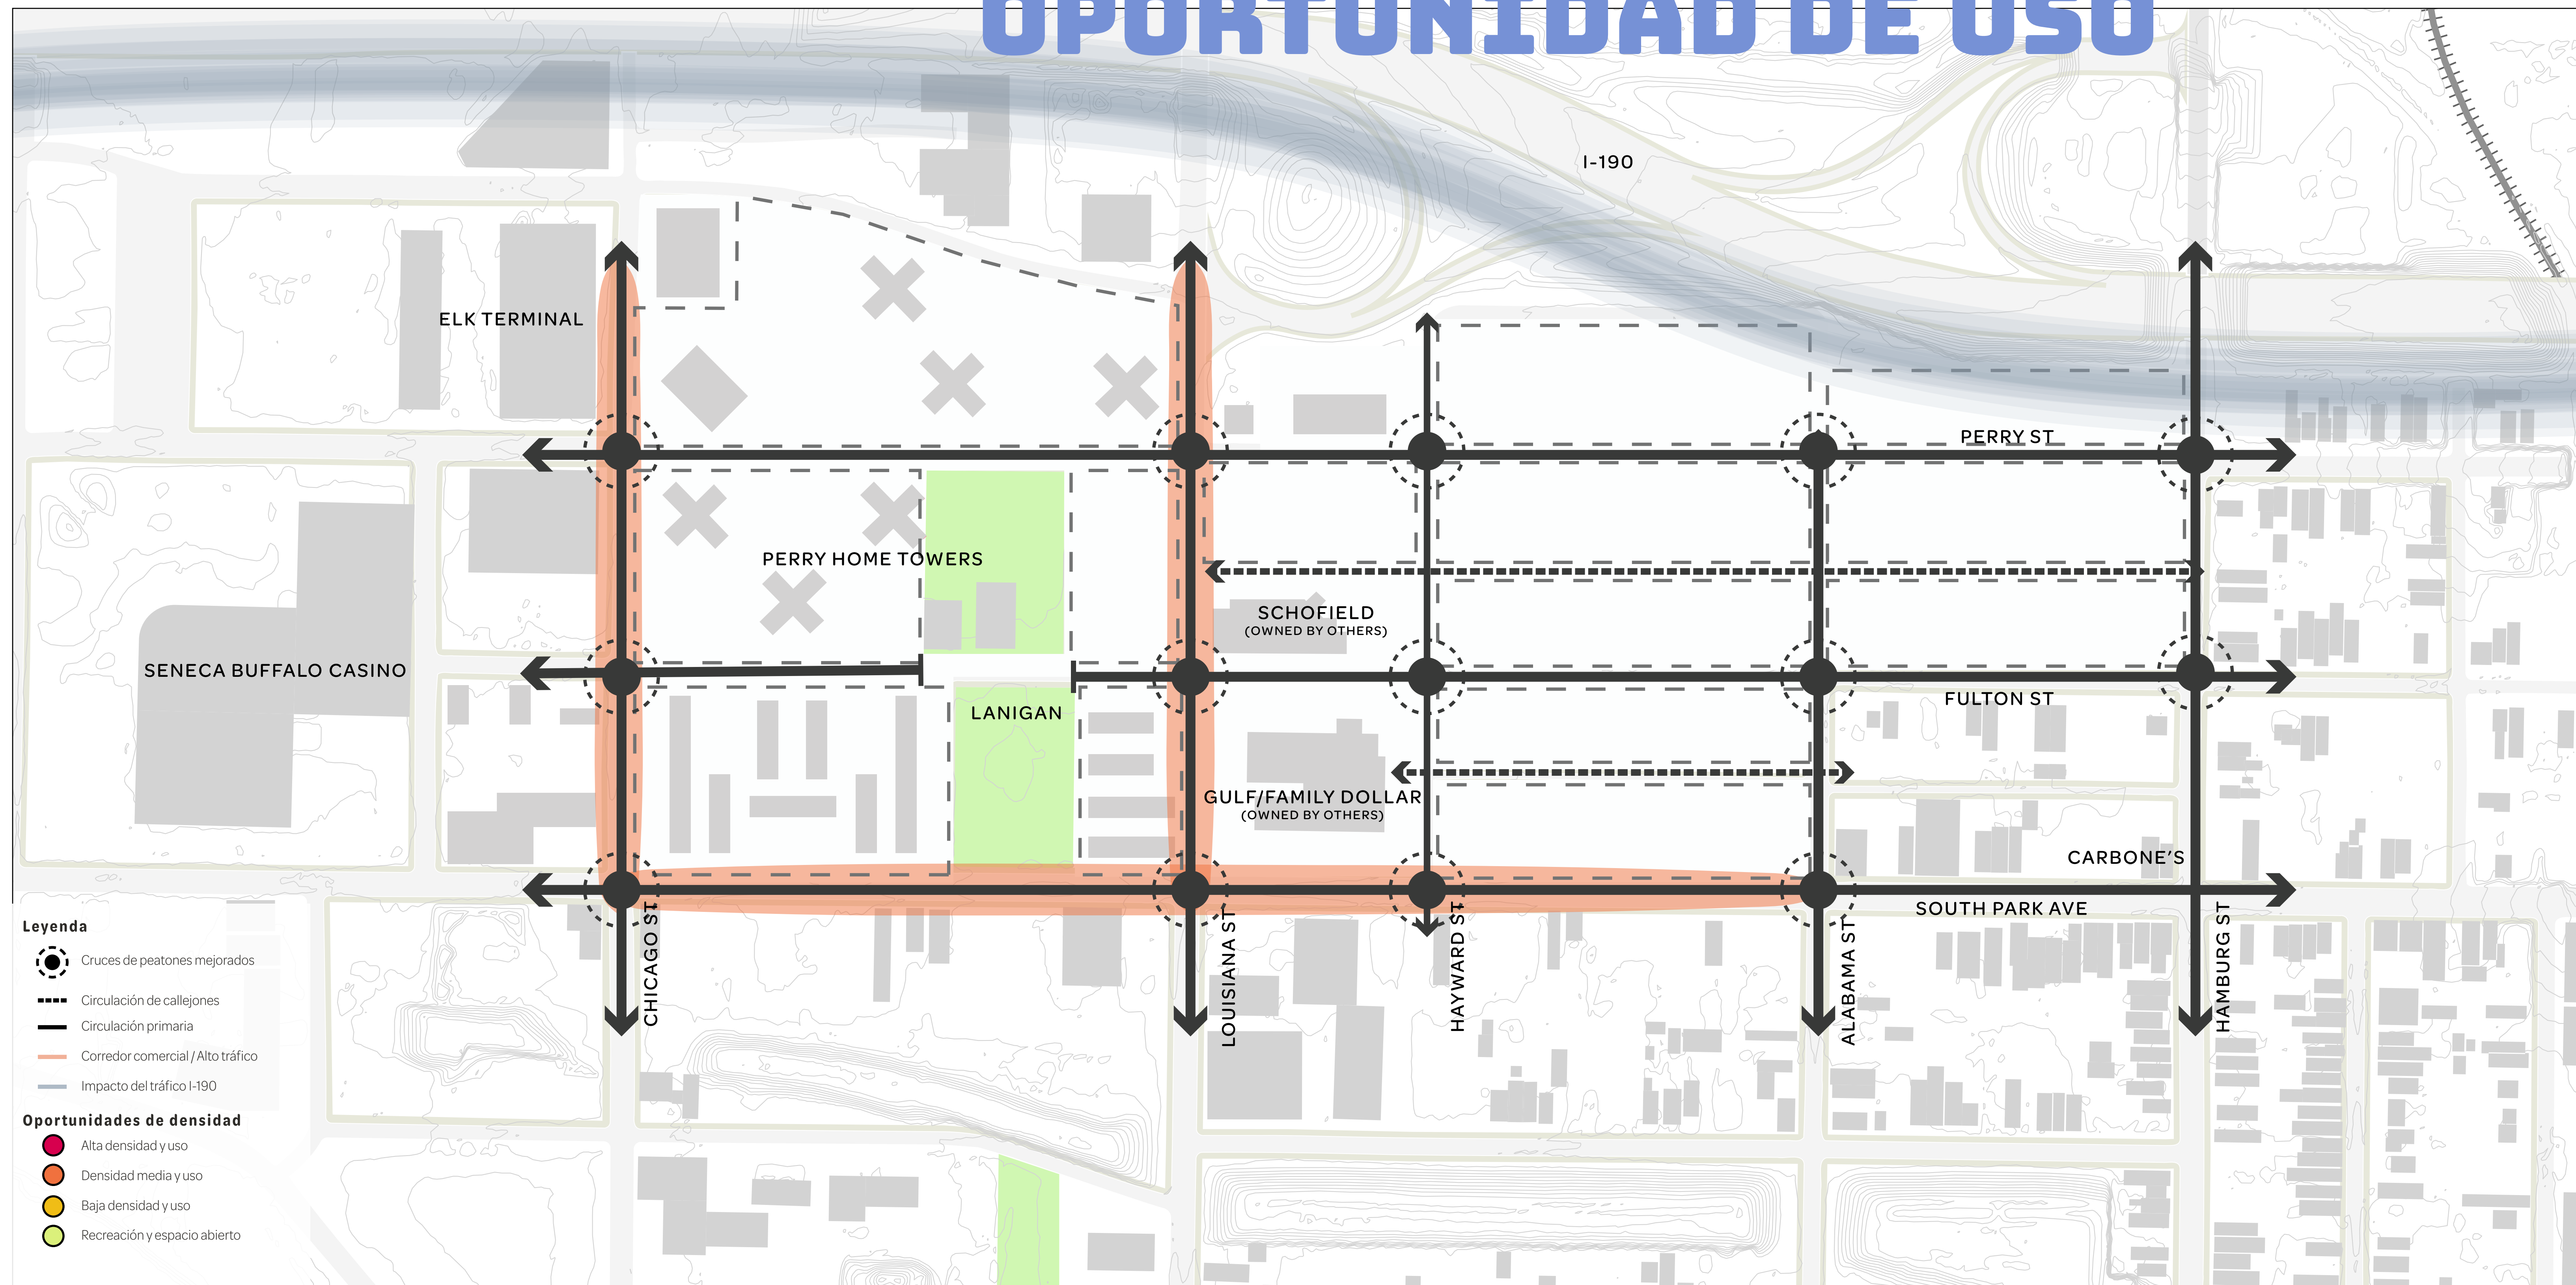 OPORTUNIDAD DE USO
I-190
ELK TERMINAL
PERRY ST
PERRY HOME TOWERS
SCHOFIELD
(OWNED BY OTHERS)
SENECA BUFFALO CASINO
FULTON ST
LANIGAN
GULF/FAMILY DOLLAR
(OWNED BY OTHERS)
CARBONE'S
SOUTH PARK AVE
CHICAGO ST
LOUISIANA ST
HAYWARD ST
ALABAMA ST
HAMBURG ST
Leyenda
Cruces de peatones mejorados
Circulación de callejones
Circulación primaria
Corredor comercial / Alto tráfico
Impacto del tráfico I-190
Oportunidades de densidad
Alta densidad y uso
Densidad media y uso
Baja densidad y uso
Recreación y espacio abierto